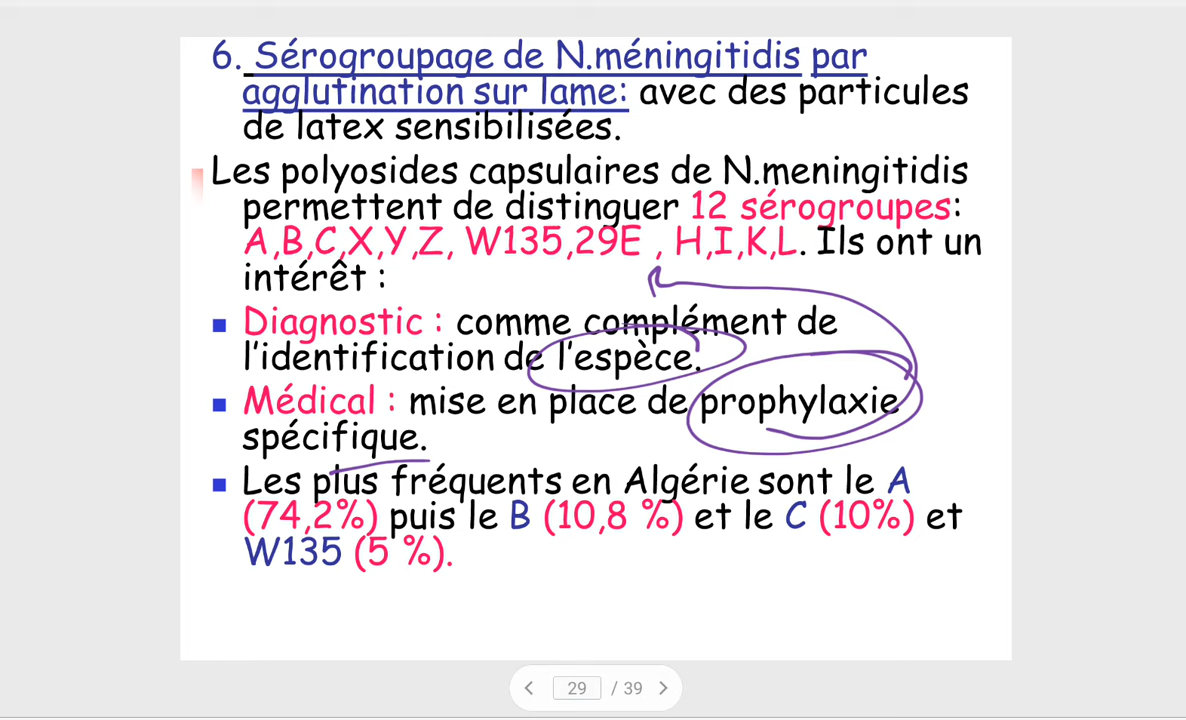 6. Sérogroupage de N.méningitidis par
agglutination sur lame: avec des particules
de latex sensibilisées.
Les polyosides capsulaires de N.meningitidis
permettent de distinguer 12 sérogroupes:
A,B,C,X,Y,Z, W135,29E , H,I,K,L. Ils ont un
intérêt :
Diagnostic : comme complément de
l'identification de l'espèce.
Médical : mise en place de prophylaxie
spécifique.
Les plus fréquents en Algérie sont le A
(74,2%) puis le B (10,8 %) et le C (10%) et
W135 (5 %).
29 / 39